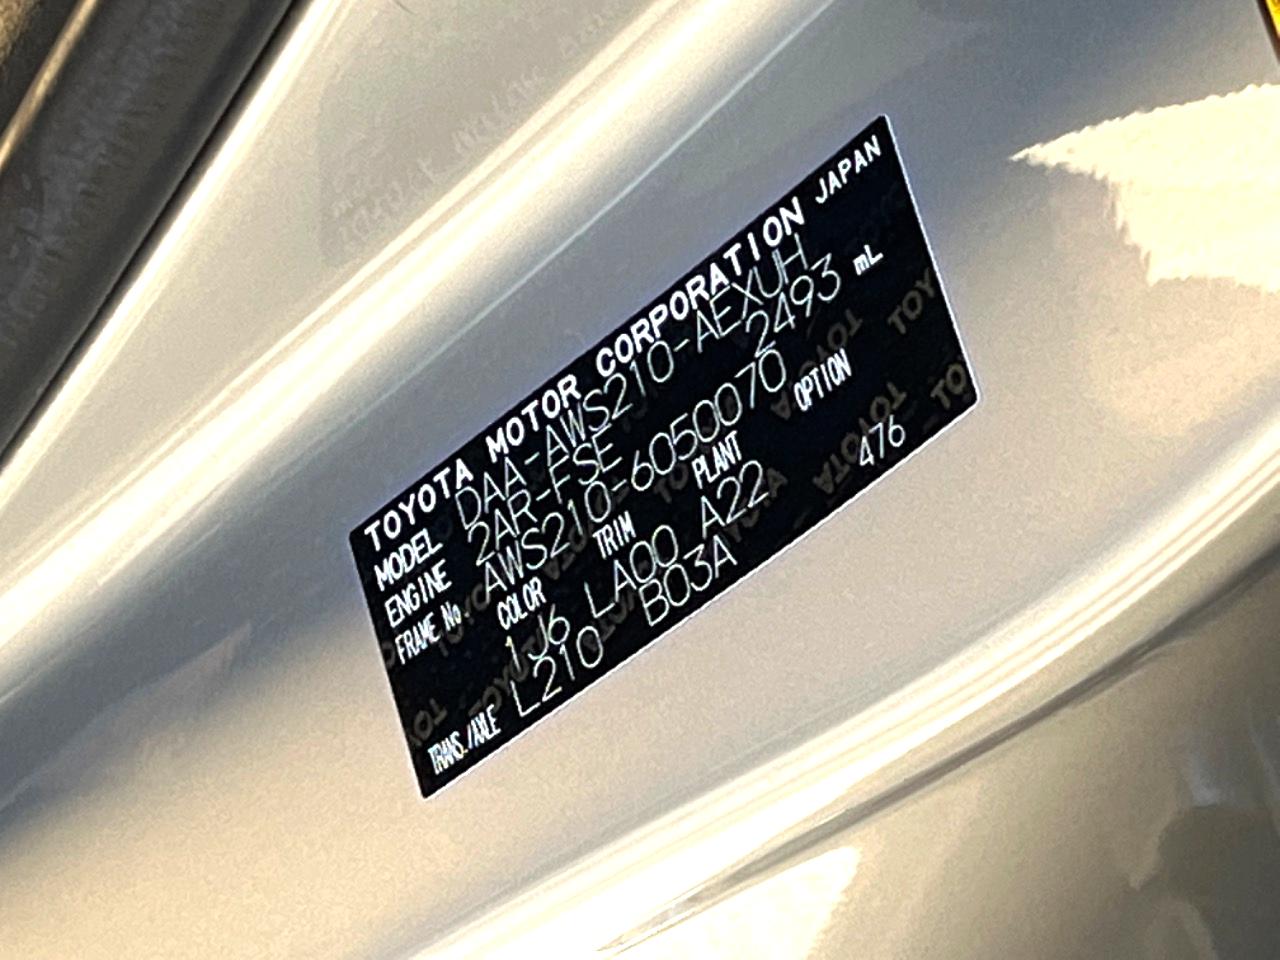 TOYOTA MOTOR CORPORATION JAPAN
MODEL DAA-AWS210-AEXUH
ENGINE 2AR-FSE 2493 mL
FRAME No. AWS210-6050070
COLOR TRIM PLANT OPTION
1J6 LA00 A22 476
TRANS./AXLE L210 B03A